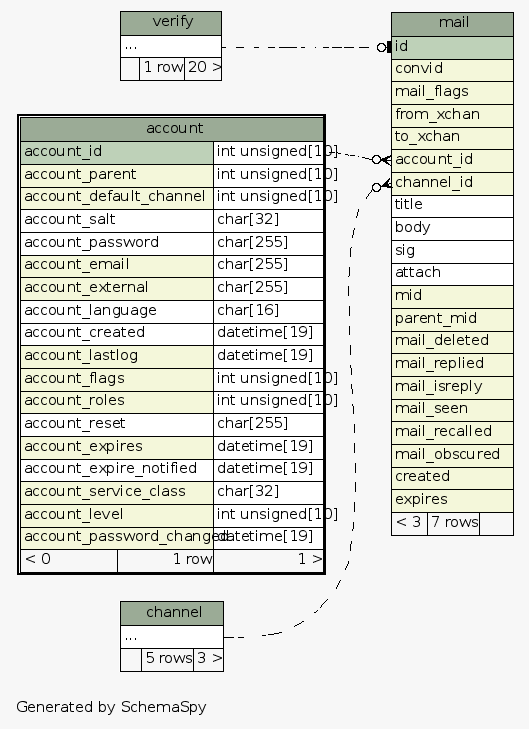 verify
...
1 row 20 >
mail
id
convid
mail_flags
from_xchan
to_xchan
account_id
channel_id
title
body
sig
attach
mid
parent_mid
mail_deleted
mail_replied
mail_isreply
mail_seen
mail_recalled
mail_obscured
created
expires
< 3 7 rows
account
account_id int unsigned[10]
account_parent int unsigned[10]
account_default_channel int unsigned[10]
account_salt char[32]
account_password char[255]
account_email char[255]
account_external char[255]
account_language char[16]
account_created datetime[19]
account_lastlog datetime[19]
account_flags int unsigned[10]
account_roles int unsigned[10]
account_reset char[255]
account_expires datetime[19]
account_expire_notified datetime[19]
account_service_class char[32]
account_level int unsigned[10]
account_password_changed datetime[19]
< 0 1 row 1 >
channel
...
5 rows 3 >
Generated by SchemaSpy